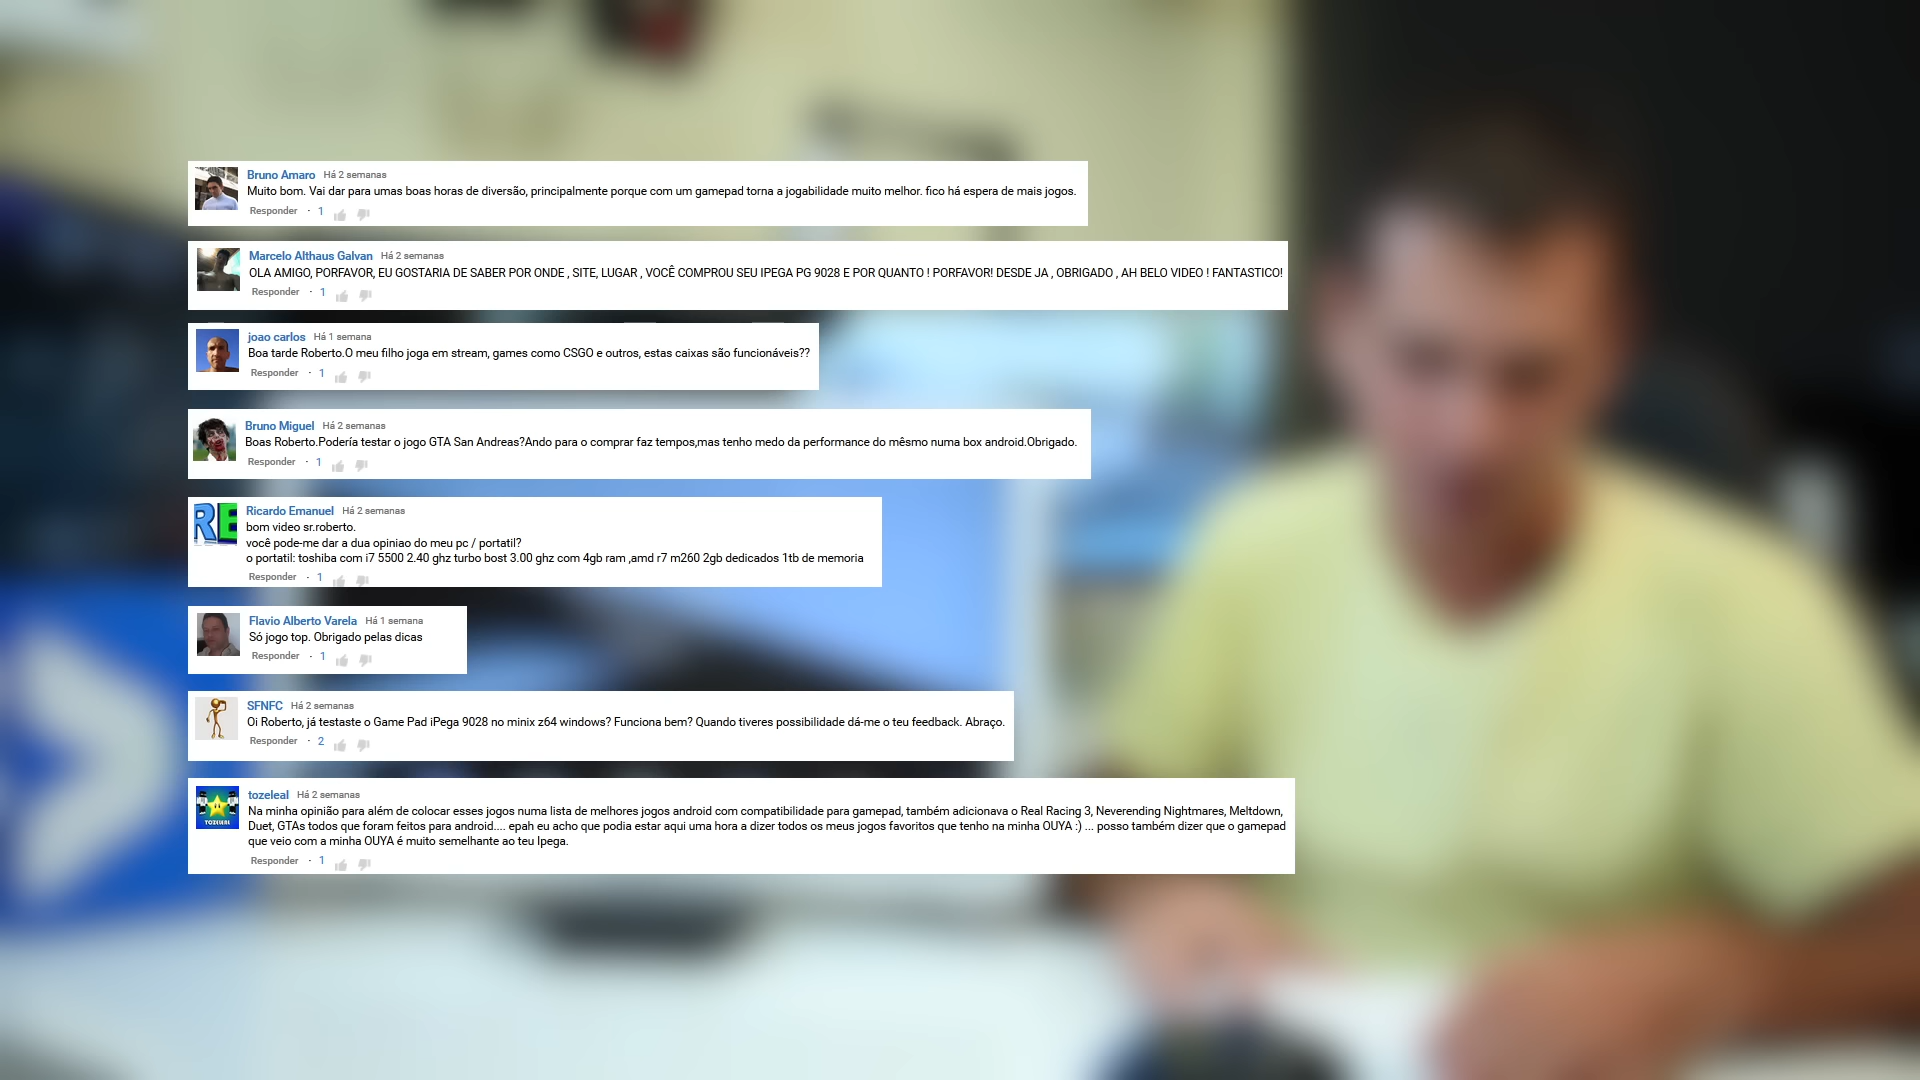 Bruno Amaro Há 2 semanas
Muito bom. Vai dar para umas boas horas de diversão, principalmente porque com um gamepad torna a jogabilidade muito melhor. fico há espera de mais jogos.
Responder · 1
Marcelo Althaus Galvan Há 2 semanas
OLA AMIGO, PORFAVOR, EU GOSTARIA DE SABER POR ONDE , SITE, LUGAR , VOCÊ COMPROU SEU IPEGA PG 9028 E POR QUANTO ! PORFAVOR! DESDE JA , OBRIGADO , AH BELO VIDEO ! FANTASTICO!
Responder · 1
joao carlos Há 1 semana
Boa tarde Roberto.O meu filho joga em stream, games como CSGO e outros, estas caixas são funcionáveis??
Responder · 1
Bruno Miguel Há 2 semanas
Boas Roberto.Podería testar o jogo GTA San Andreas?Ando para o comprar faz tempos,mas tenho medo da performance do mêsmo numa box android.Obrigado.
Responder · 1
RE
Ricardo Emanuel Há 2 semanas
bom video sr.roberto.
você pode-me dar a dua opiniao do meu pc / portatil?
o portatil: toshiba com i7 5500 2.40 ghz turbo bost 3.00 ghz com 4gb ram ,amd r7 m260 2gb dedicados 1tb de memoria
Responder · 1
Flavio Alberto Varela Há 1 semana
Só jogo top. Obrigado pelas dicas
Responder · 1
SFNFC Há 2 semanas
Oi Roberto, já testaste o Game Pad iPega 9028 no minix z64 windows? Funciona bem? Quando tiveres possibilidade dá-me o teu feedback. Abraço.
Responder · 2
TOZELEAL
tozeleal Há 2 semanas
Na minha opinião para além de colocar esses jogos numa lista de melhores jogos android com compatibilidade para gamepad, também adicionava o Real Racing 3, Neverending Nightmares, Meltdown,
Duet, GTAs todos que foram feitos para android.... epah eu acho que podia estar aqui uma hora a dizer todos os meus jogos favoritos que tenho na minha OUYA :) ... posso também dizer que o gamepad
que veio com a minha OUYA é muito semelhante ao teu Ipega.
Responder · 1